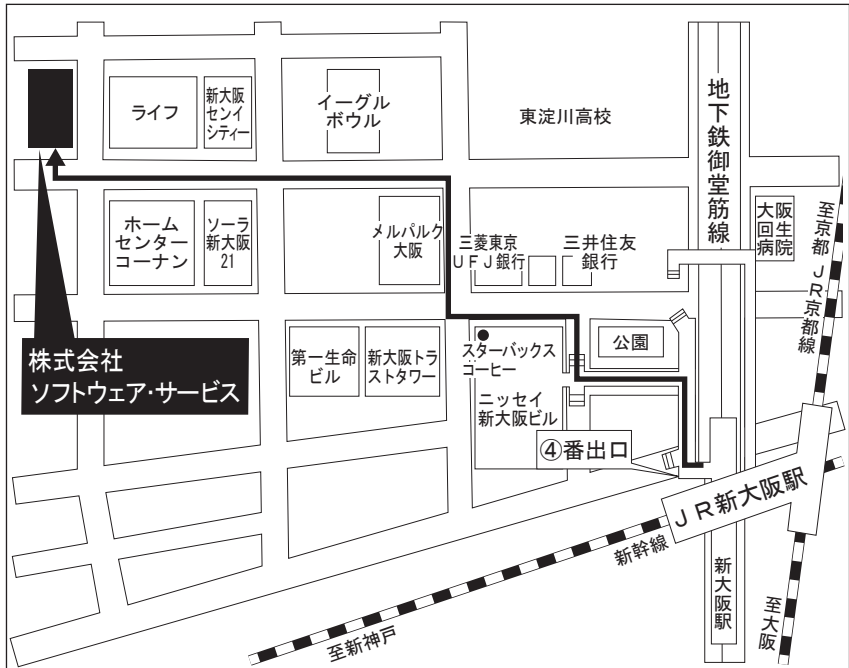 ライフ
新大阪
センイ
シティー
イーグル
ボウル
東淀川高校
地下鉄御堂筋線
ホーム
センター
コーナン
ソーラ
新大阪
21
メルパルク
大阪
三菱東京
UFJ銀行
三井住友
銀行
大阪
回生
病院
至京都
JR京都線
株式会社
ソフトウェア・サービス
第一生命
ビル
新大阪トラ
ストタワー
スターバックス
コーヒー
公園
ニッセイ
新大阪ビル
④番出口
JR新大阪駅
新幹線
新大阪駅
至新神戸
至大阪